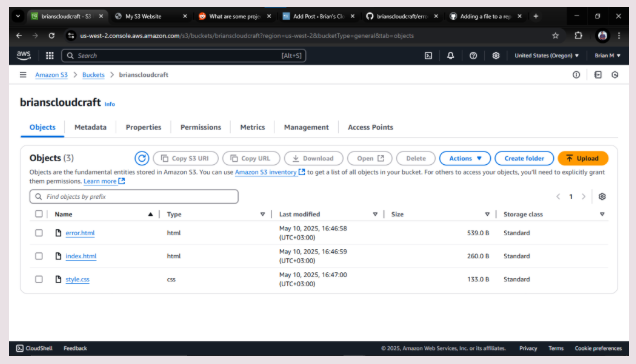 brianscloudcraft - S3
My S3 Website
What are some proje
Add Post ‹ Brian's Clo
brianscloudcraft/erro
Adding a file to a rep
us-west-2.console.aws.amazon.com/s3/buckets/brianscloudcraft?region=us-west-2&bucketType=general&tab=objects
aws
Search
[Alt+S]
United States (Oregon)
Brian M
Amazon S3 > Buckets > brianscloudcraft
brianscloudcraft Info
Objects
Metadata
Properties
Permissions
Metrics
Management
Access Points
Objects (3)
Copy S3 URI
Copy URL
Download
Open
Delete
Actions
Create folder
Upload
Objects are the fundamental entities stored in Amazon S3. You can use Amazon S3 inventory to get a list of all objects in your bucket. For others to access your objects, you'll need to explicitly grant
them permissions. Learn more
Find objects by prefix
< 1 >
Name
Type
Last modified
Size
Storage class
error.html html May 10, 2025, 16:46:58 539.0 B Standard
(UTC+03:00)
index.html html May 10, 2025, 16:46:59 260.0 B Standard
(UTC+03:00)
style.css css May 10, 2025, 16:47:00 133.0 B Standard
(UTC+03:00)
CloudShell
Feedback
© 2025, Amazon Web Services, Inc. or its affiliates.
Privacy
Terms
Cookie preferences